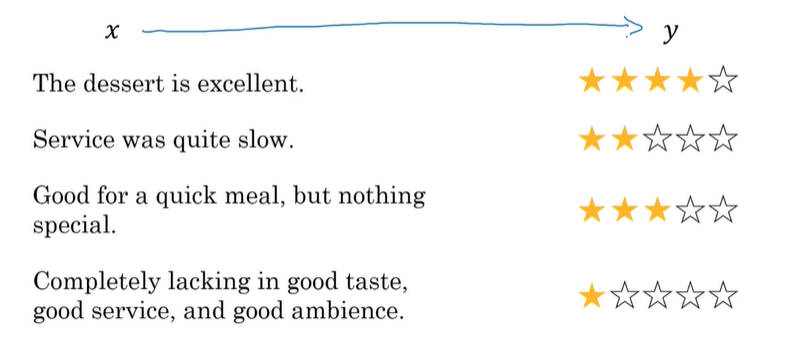 x y
The dessert is excellent.
Service was quite slow.
Good for a quick meal, but nothing
special.
Completely lacking in good taste,
good service, and good ambience.